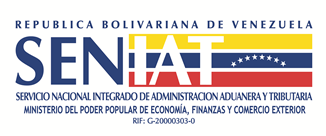 REPUBLICA BOLIVARIANA DE VENEZUELA
SENIAT
SERVICIO NACIONAL INTEGRADO DE ADMINISTRACION ADUANERA Y TRIBUTARIA
MINISTERIO DEL PODER POPULAR DE ECONOMÍA, FINANZAS Y COMERCIO EXTERIOR
RIF: G-20000303-0